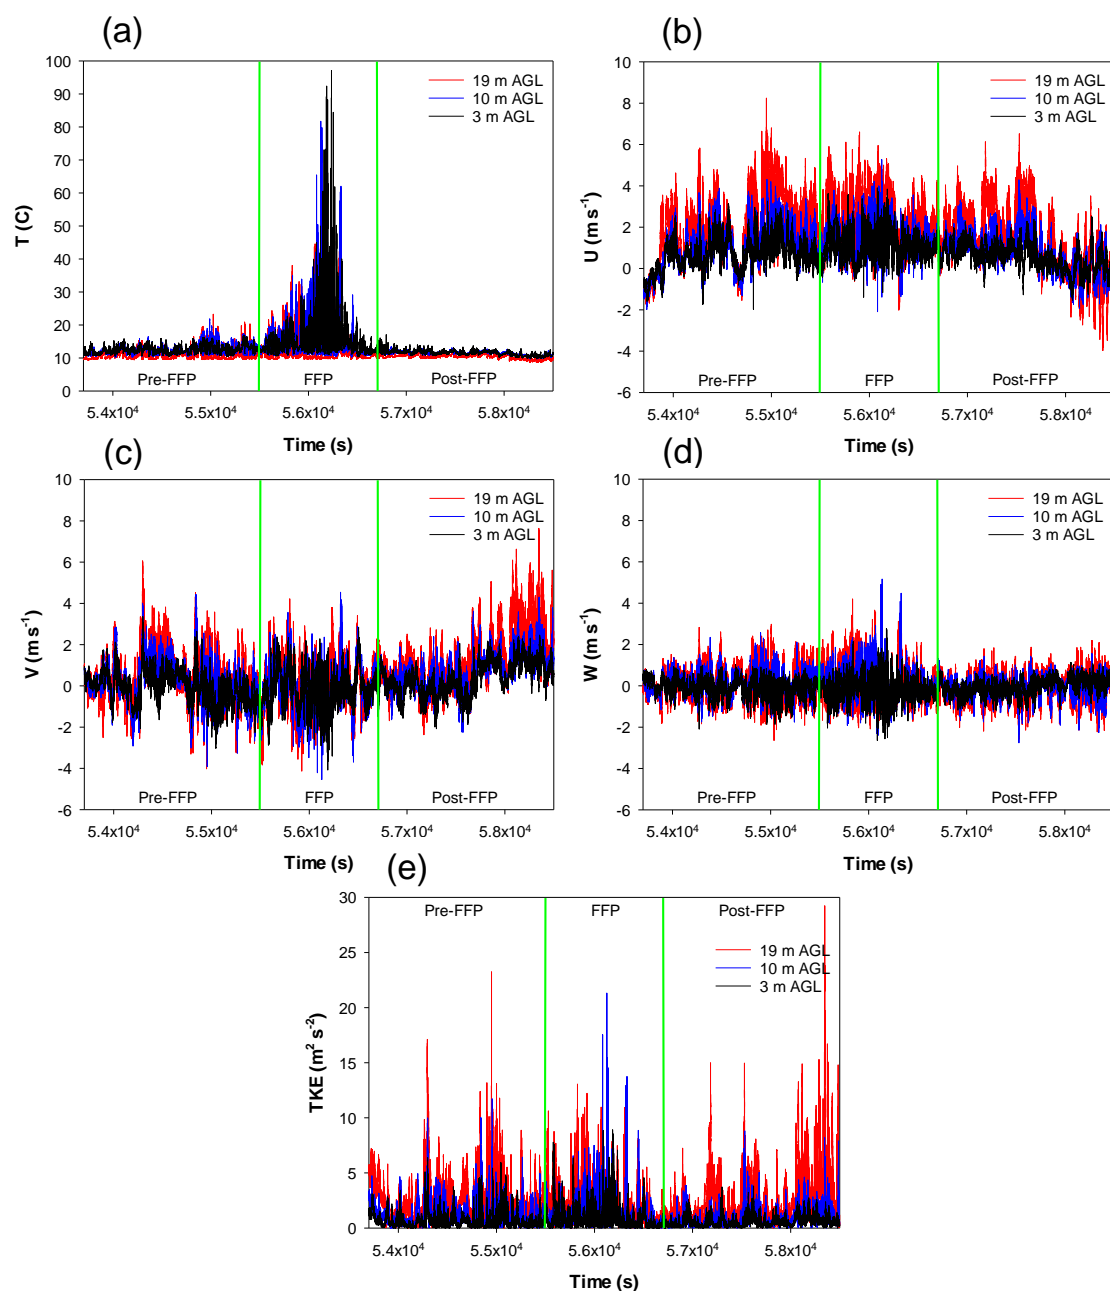 (a)
100
90
80
70
60
50
40
30
20
10
0
T (C)
19 m AGL
10 m AGL
3 m AGL
Pre-FFP FFP Post-FFP
5.4x10⁴ 5.5x10⁴ 5.6x10⁴ 5.7x10⁴ 5.8x10⁴
Time (s)
(b)
10
8
6
4
2
0
-2
-4
-6
U (m s⁻¹)
19 m AGL
10 m AGL
3 m AGL
Pre-FFP FFP Post-FFP
5.4x10⁴ 5.5x10⁴ 5.6x10⁴ 5.7x10⁴ 5.8x10⁴
Time (s)
(c)
10
8
6
4
2
0
-2
-4
-6
V (m s⁻¹)
19 m AGL
10 m AGL
3 m AGL
Pre-FFP FFP Post-FFP
5.4x10⁴ 5.5x10⁴ 5.6x10⁴ 5.7x10⁴ 5.8x10⁴
Time (s)
(d)
10
8
6
4
2
0
-2
-4
-6
W (m s⁻¹)
19 m AGL
10 m AGL
3 m AGL
Pre-FFP FFP Post-FFP
5.4x10⁴ 5.5x10⁴ 5.6x10⁴ 5.7x10⁴ 5.8x10⁴
Time (s)
(e)
30
25
20
15
10
5
0
TKE (m² s⁻²)
Pre-FFP FFP Post-FFP
19 m AGL
10 m AGL
3 m AGL
5.4x10⁴ 5.5x10⁴ 5.6x10⁴ 5.7x10⁴ 5.8x10⁴
Time (s)